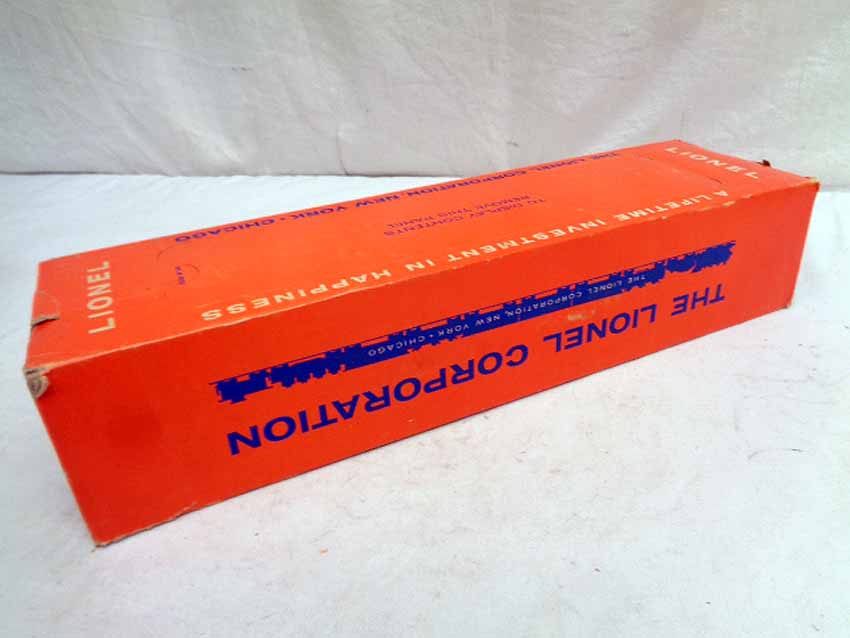 LIONEL
THE LIONEL CORPORATION, NEW YORK • CHICAGO
TO DISPLAY CONTENTS
REMOVE THIS PANEL
A LIFETIME INVESTMENT IN HAPPINESS
LIONEL
THE LIONEL CORPORATION
THE LIONEL CORPORATION, NEW YORK • CHICAGO